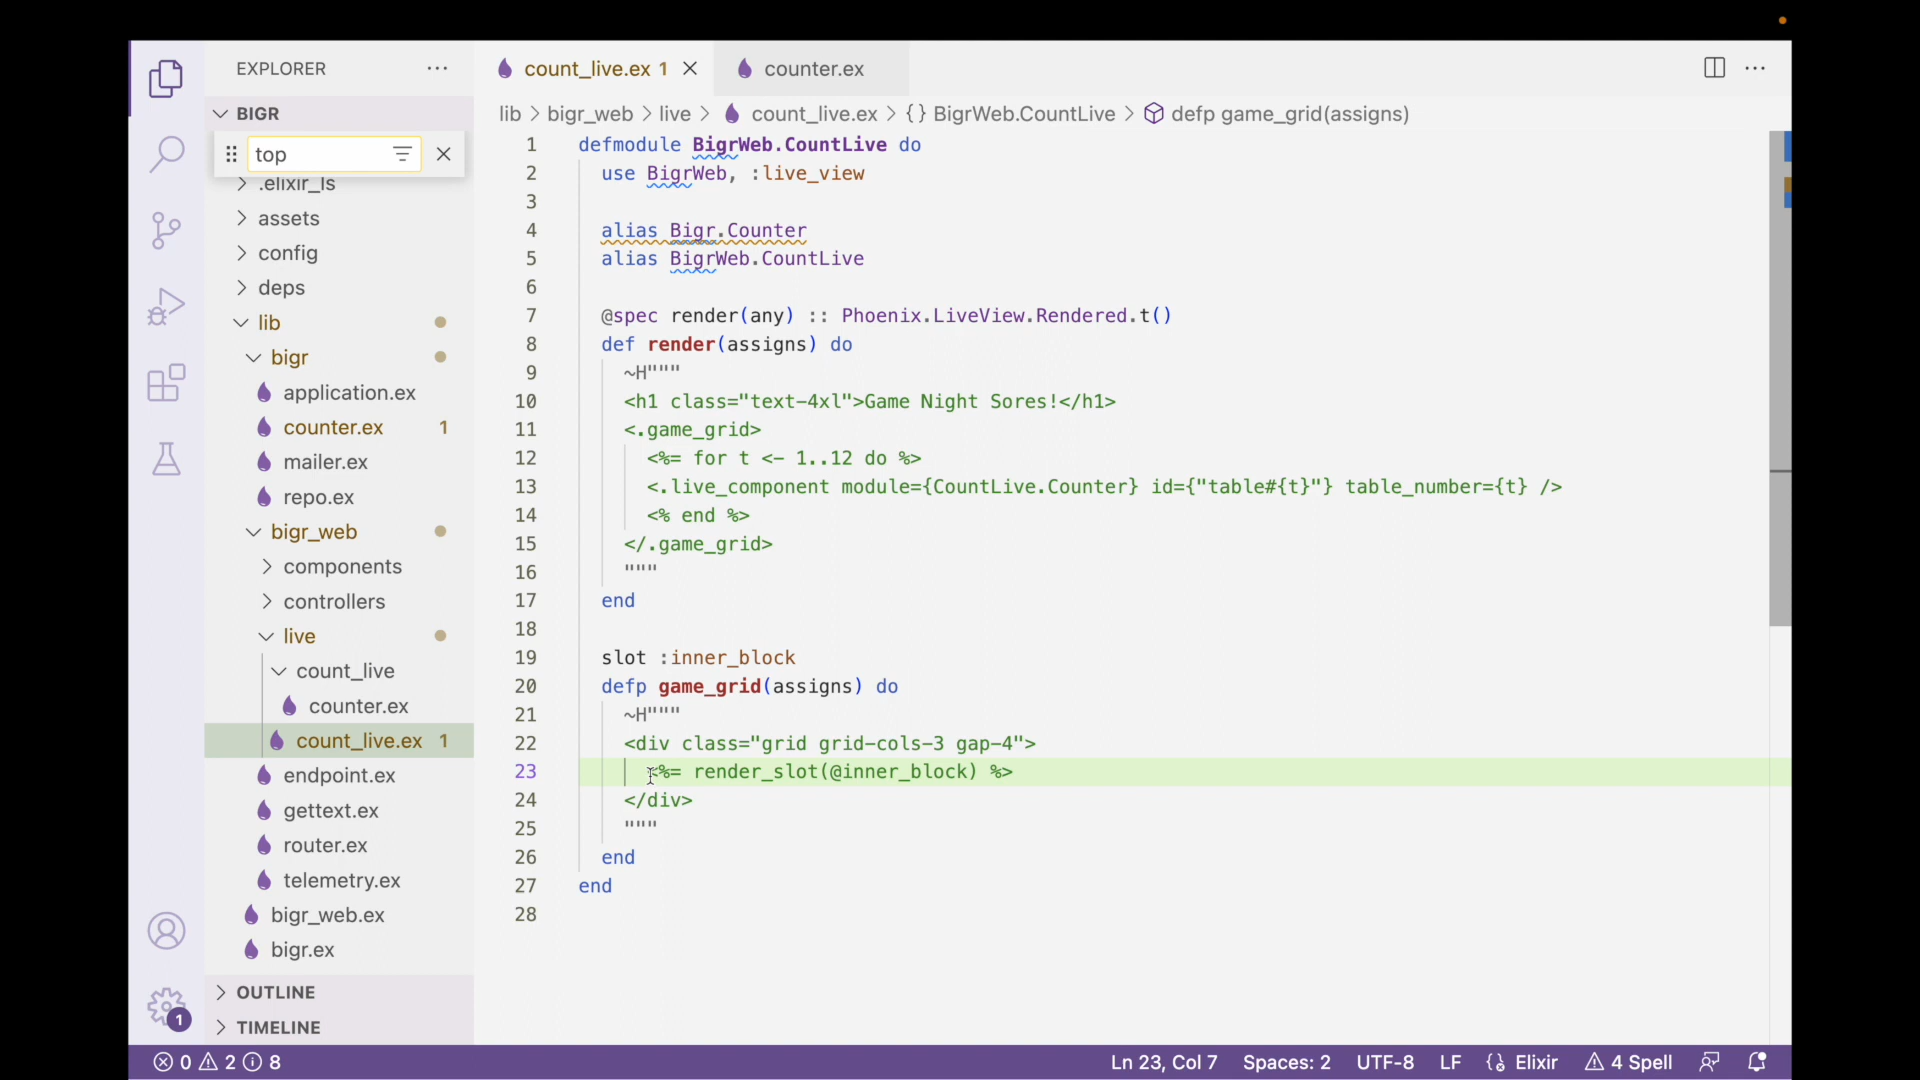 EXPLORER
BIGR
top
.elixir_ls
assets
config
deps
lib
bigr
application.ex
counter.ex 1
mailer.ex
repo.ex
bigr_web
components
controllers
live
count_live
counter.ex
count_live.ex 1
endpoint.ex
gettext.ex
router.ex
telemetry.ex
bigr_web.ex
bigr.ex
OUTLINE
TIMELINE
1
count_live.ex 1
counter.ex
lib > bigr_web > live > count_live.ex > {} BigrWeb.CountLive > defp game_grid(assigns)
1 defmodule BigrWeb.CountLive do
2 use BigrWeb, :live_view
3
4 alias Bigr.Counter
5 alias BigrWeb.CountLive
6
7 @spec render(any) :: Phoenix.LiveView.Rendered.t()
8 def render(assigns) do
9 ~H"""
10 <h1 class="text-4xl">Game Night Sores!</h1>
11 <.game_grid>
12 <%= for t <- 1..12 do %>
13 <.live_component module={CountLive.Counter} id={"table#{t}"} table_number={t} />
14 <% end %>
15 </.game_grid>
16 """
17 end
18
19 slot :inner_block
20 defp game_grid(assigns) do
21 ~H"""
22 <div class="grid grid-cols-3 gap-4">
23 <%= render_slot(@inner_block) %>
24 </div>
25 """
26 end
27 end
28
0 2 8 Ln 23, Col 7 Spaces: 2 UTF-8 LF Elixir 4 Spell